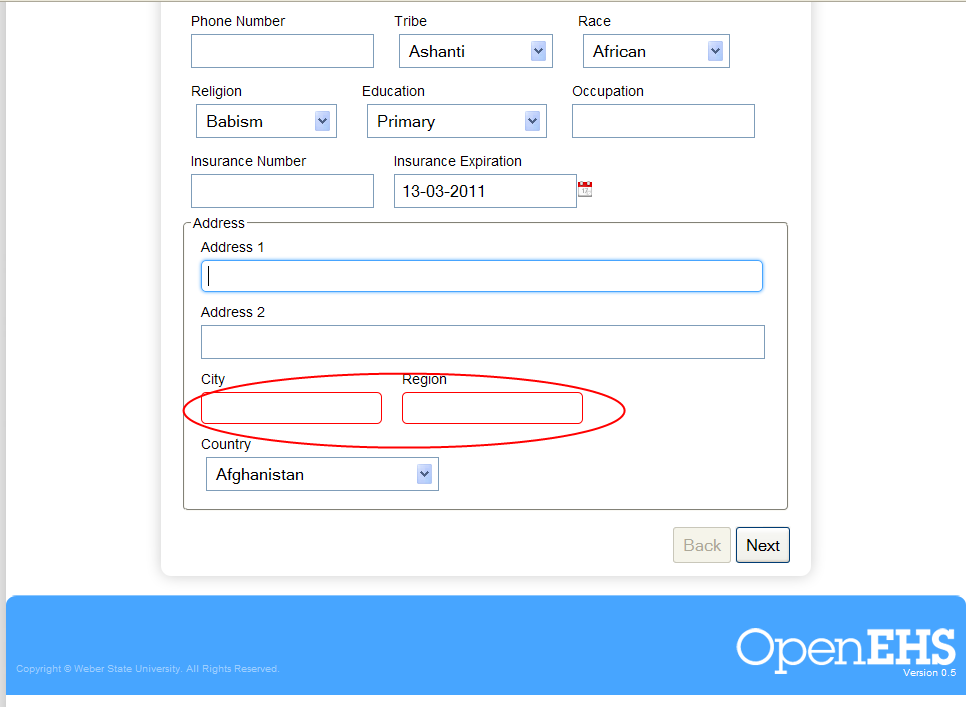 Phone Number Tribe Race
Ashanti African
Religion Education Occupation
Babism Primary
Insurance Number Insurance Expiration
13-03-2011
Address
Address 1
Address 2
City Region
Country
Afghanistan
Back Next
OpenEHS
Copyright © Weber State University. All Rights Reserved.
Version 0.5